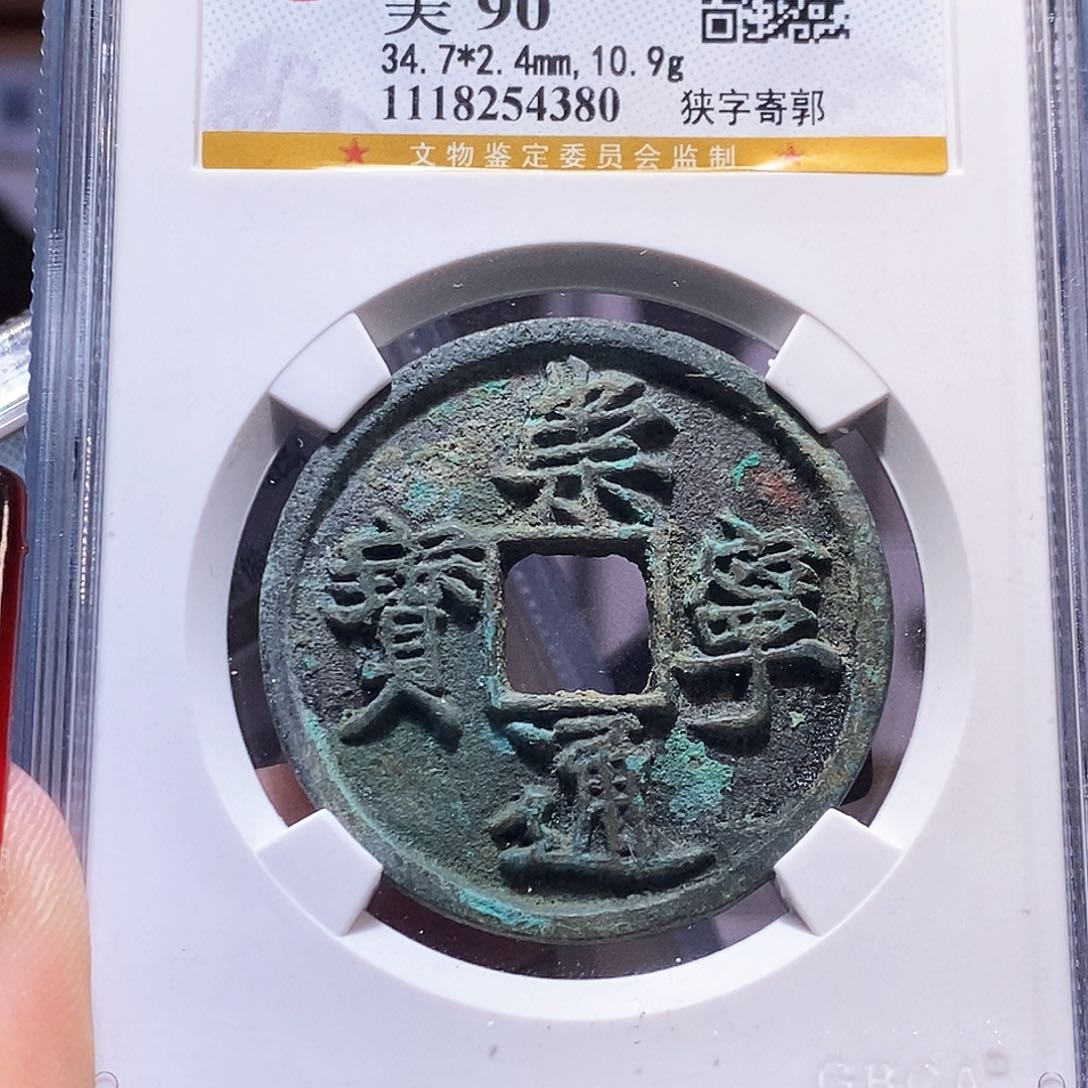 美 90
34.7*2.4mm, 10.9g
1118254380 狭字寄郭
★ 文物鉴定委员会监制 ★
崇寧通寶
GBCA